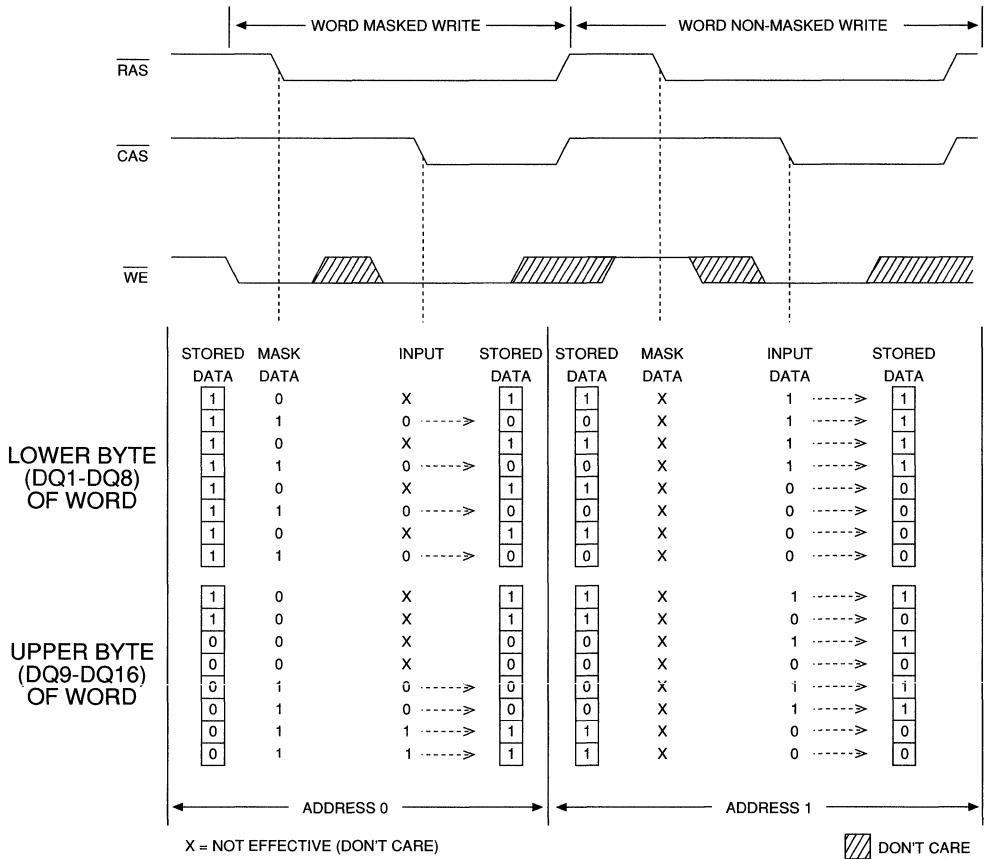 WORD MASKED WRITE WORD NON-MASKED WRITE
RAS
CAS
WE
STORED MASK INPUT STORED STORED MASK INPUT STORED
DATA DATA DATA DATA DATA DATA DATA
1 0 X 1 1 X 1 1
1 1 0 0 0 X 1 1
1 0 X 1 1 X 1 1
1 1 0 0 0 X 1 1
1 0 X 1 1 X 0 0
1 1 0 0 0 X 0 0
1 0 X 1 1 X 0 0
1 1 0 0 0 X 0 0
LOWER BYTE
(DQ1-DQ8)
OF WORD
1 0 X 1 1 X 1 1
1 0 X 1 1 X 0 0
0 0 X 0 0 X 1 1
0 0 X 0 0 X 0 0
0 1 0 0 0 X 1 1
0 1 0 0 0 X 1 1
0 1 1 1 1 X 0 0
0 1 1 1 1 X 0 0
UPPER BYTE
(DQ9-DQ16)
OF WORD
ADDRESS 0 ADDRESS 1
X = NOT EFFECTIVE (DON'T CARE) DON'T CARE